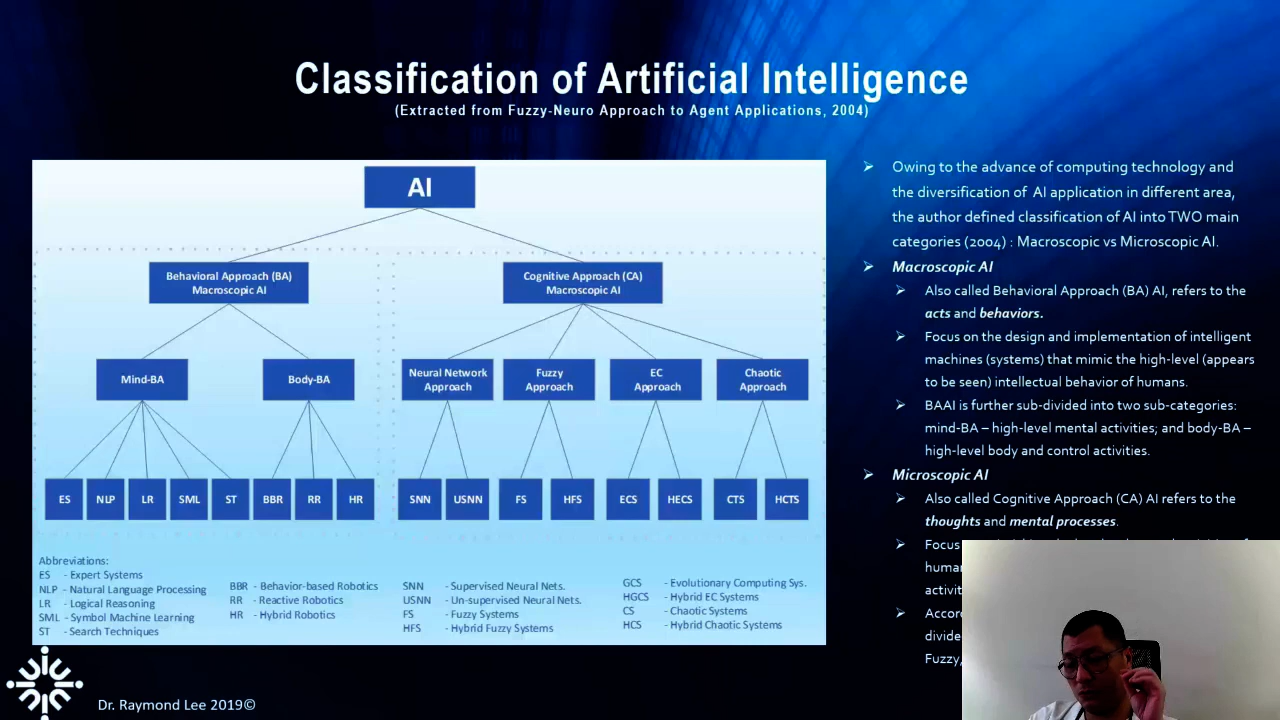 Classification of Artificial Intelligence
(Extracted from Fuzzy-Neuro Approach to Agent Applications, 2004)
AI
Behavioral Approach (BA)
Macroscopic AI
Cognitive Approach (CA)
Macroscopic AI
Mind-BA
Body-BA
Neural Network
Approach
Fuzzy
Approach
EC
Approach
Chaotic
Approach
ES NLP LR SML ST BBR RR HR SNN USNN FS HFS ECS HECS CTS HCTS
Abbreviations:
ES - Expert Systems
NLP - Natural Language Processing
LR - Logical Reasoning
SML - Symbol Machine Learning
ST - Search Techniques
BBR - Behavior-based Robotics
RR - Reactive Robotics
HR - Hybrid Robotics
SNN - Supervised Neural Nets.
USNN - Un-supervised Neural Nets.
FS - Fuzzy Systems
HFS - Hybrid Fuzzy Systems
GCS - Evolutionary Computing Sys.
HGCS - Hybrid EC Systems
CS - Chaotic Systems
HCS - Hybrid Chaotic Systems
➢ Owing to the advance of computing technology and
the diversification of AI application in different area,
the author defined classification of AI into TWO main
categories (2004) : Macroscopic vs Microscopic AI.
➢ Macroscopic AI
➢ Also called Behavioral Approach (BA) AI, refers to the
acts and behaviors.
➢ Focus on the design and implementation of intelligent
machines (systems) that mimic the high-level (appears
to be seen) intellectual behavior of humans.
➢ BAAI is further sub-divided into two sub-categories:
mind-BA – high-level mental activities; and body-BA –
high-level body and control activities.
➢ Microscopic AI
➢ Also called Cognitive Approach (CA) AI refers to the
thoughts and mental processes.
➢ Focus
Fuzzy,
Dr. Raymond Lee 2019©